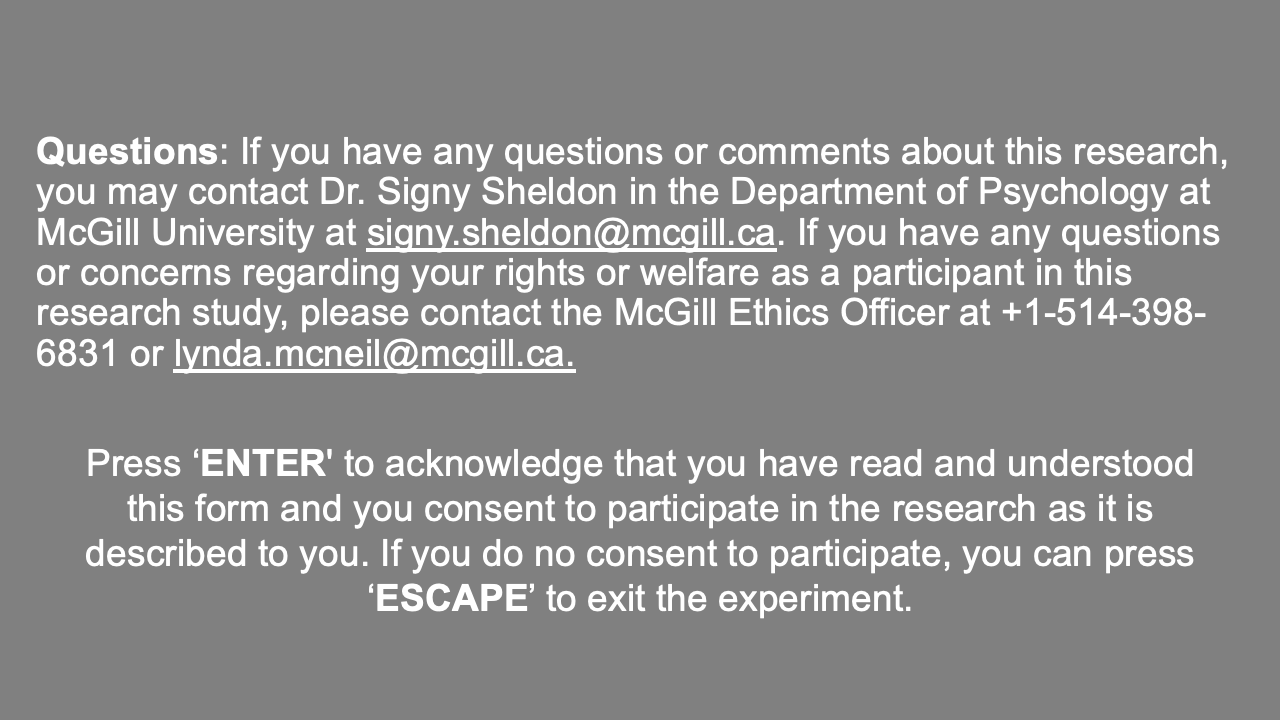 Questions: If you have any questions or comments about this research,
you may contact Dr. Signy Sheldon in the Department of Psychology at
McGill University at signy.sheldon@mcgill.ca. If you have any questions
or concerns regarding your rights or welfare as a participant in this
research study, please contact the McGill Ethics Officer at +1-514-398-
6831 or lynda.mcneil@mcgill.ca.
Press ‘ENTER' to acknowledge that you have read and understood
this form and you consent to participate in the research as it is
described to you. If you do no consent to participate, you can press
‘ESCAPE’ to exit the experiment.